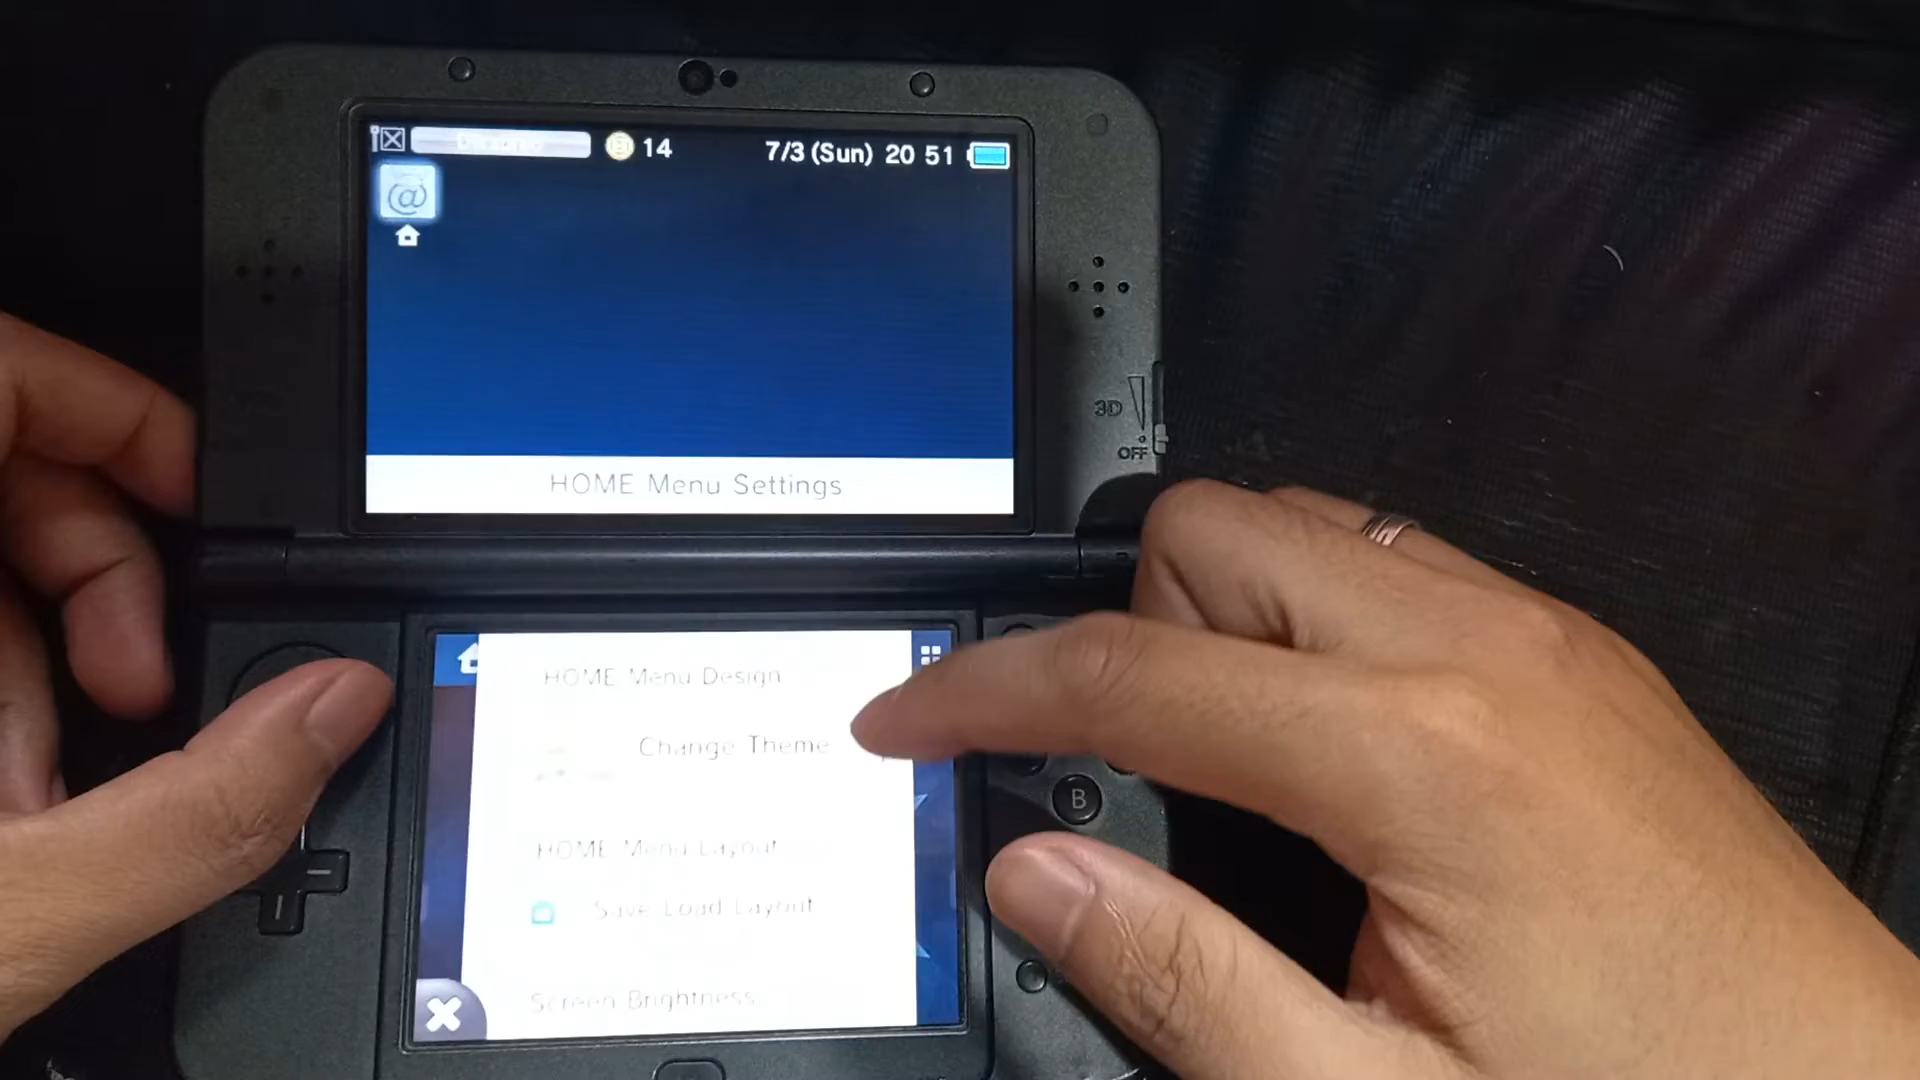 14
7/3 (Sun) 20 51
@
HOME Menu Settings
3D
OFF
HOME Menu Design
Change Theme
HOME Menu Layout
Save Load Layout
Screen Brightness
B